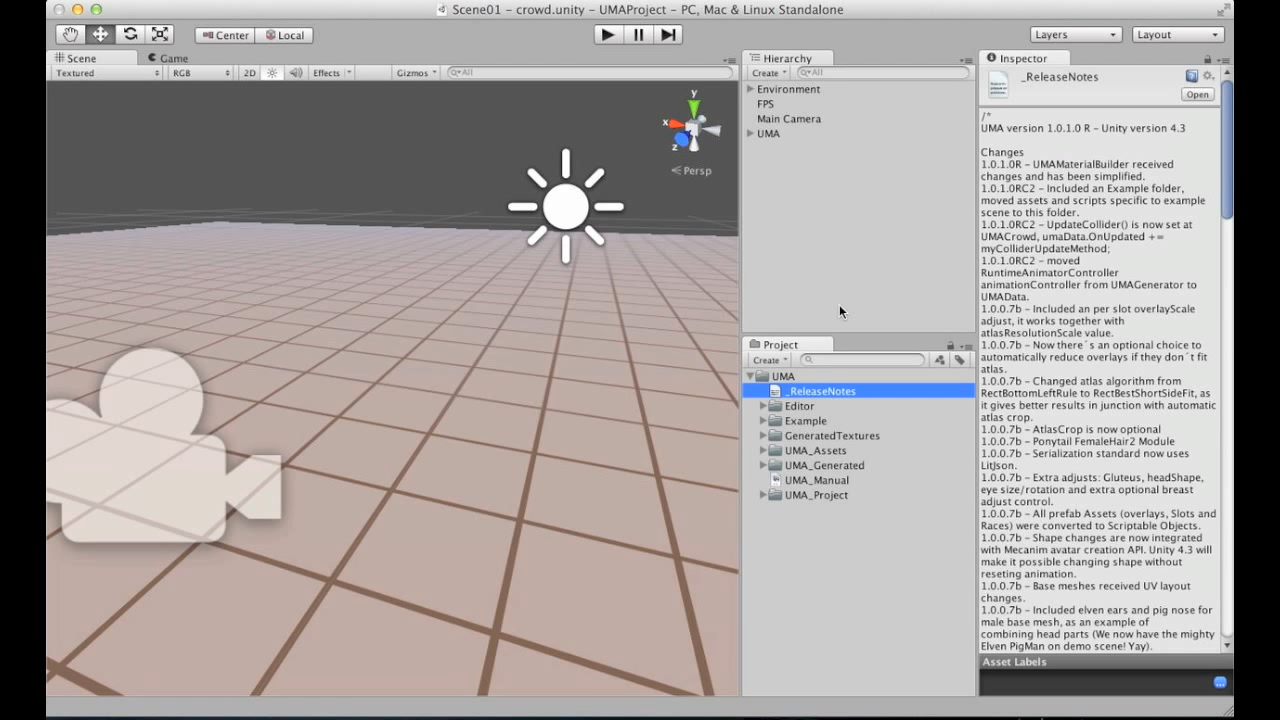 Scene01 - crowd.unity - UMAProject - PC, Mac & Linux Standalone
Center
Local
Layers
Layout
Scene
Game
Textured
RGB
2D
Effects
Gizmos
All
y
x
z
Persp
Hierarchy
Create
All
Environment
FPS
Main Camera
UMA
Project
Create
UMA
_ReleaseNotes
Editor
Example
GeneratedTextures
UMA_Assets
UMA_Generated
UMA_Manual
UMA_Project
Inspector
_ReleaseNotes
Open
/*
UMA version 1.0.1.0 R - Unity version 4.3
Changes
1.0.1.0R - UMAMaterialBuilder received
changes and has been simplified.
1.0.1.0RC2 - Included an Example folder,
moved assets and scripts specific to example
scene to this folder.
1.0.1.0RC2 - UpdateCollider() is now set at
UMACrowd, umaData.OnUpdated +=
myColliderUpdateMethod;
1.0.1.0RC2 - moved
RuntimeAnimatorController
animationController from UMAGenerator to
UMAData.
1.0.0.7b - Included an per slot overlayScale
adjust, it works together with
atlasResolutionScale value.
1.0.0.7b - Now there´s an optional choice to
automatically reduce overlays if they don´t fit
atlas.
1.0.0.7b - Changed atlas algorithm from
RectBottomLeftRule to RectBestShortSideFit, as
it gives better results in junction with automatic
atlas crop.
1.0.0.7b - AtlasCrop is now optional
1.0.0.7b - Ponytail FemaleHair2 Module
1.0.0.7b - Serialization standard now uses
LitJson.
1.0.0.7b - Extra adjusts: Gluteus, headShape,
eye size/rotation and extra optional breast
adjust control.
1.0.0.7b - All prefab Assets (overlays, Slots and
Races) were converted to Scriptable Objects.
1.0.0.7b - Shape changes are now integrated
with Mecanim avatar creation API. Unity 4.3 will
make it possible changing shape without
reseting animation.
1.0.0.7b - Base meshes received UV layout
changes.
1.0.0.7b - Included elven ears and pig nose for
male base mesh, as an example of
combining head parts (We now have the mighty
Elven PigMan on demo scene! Yay).
Asset Labels